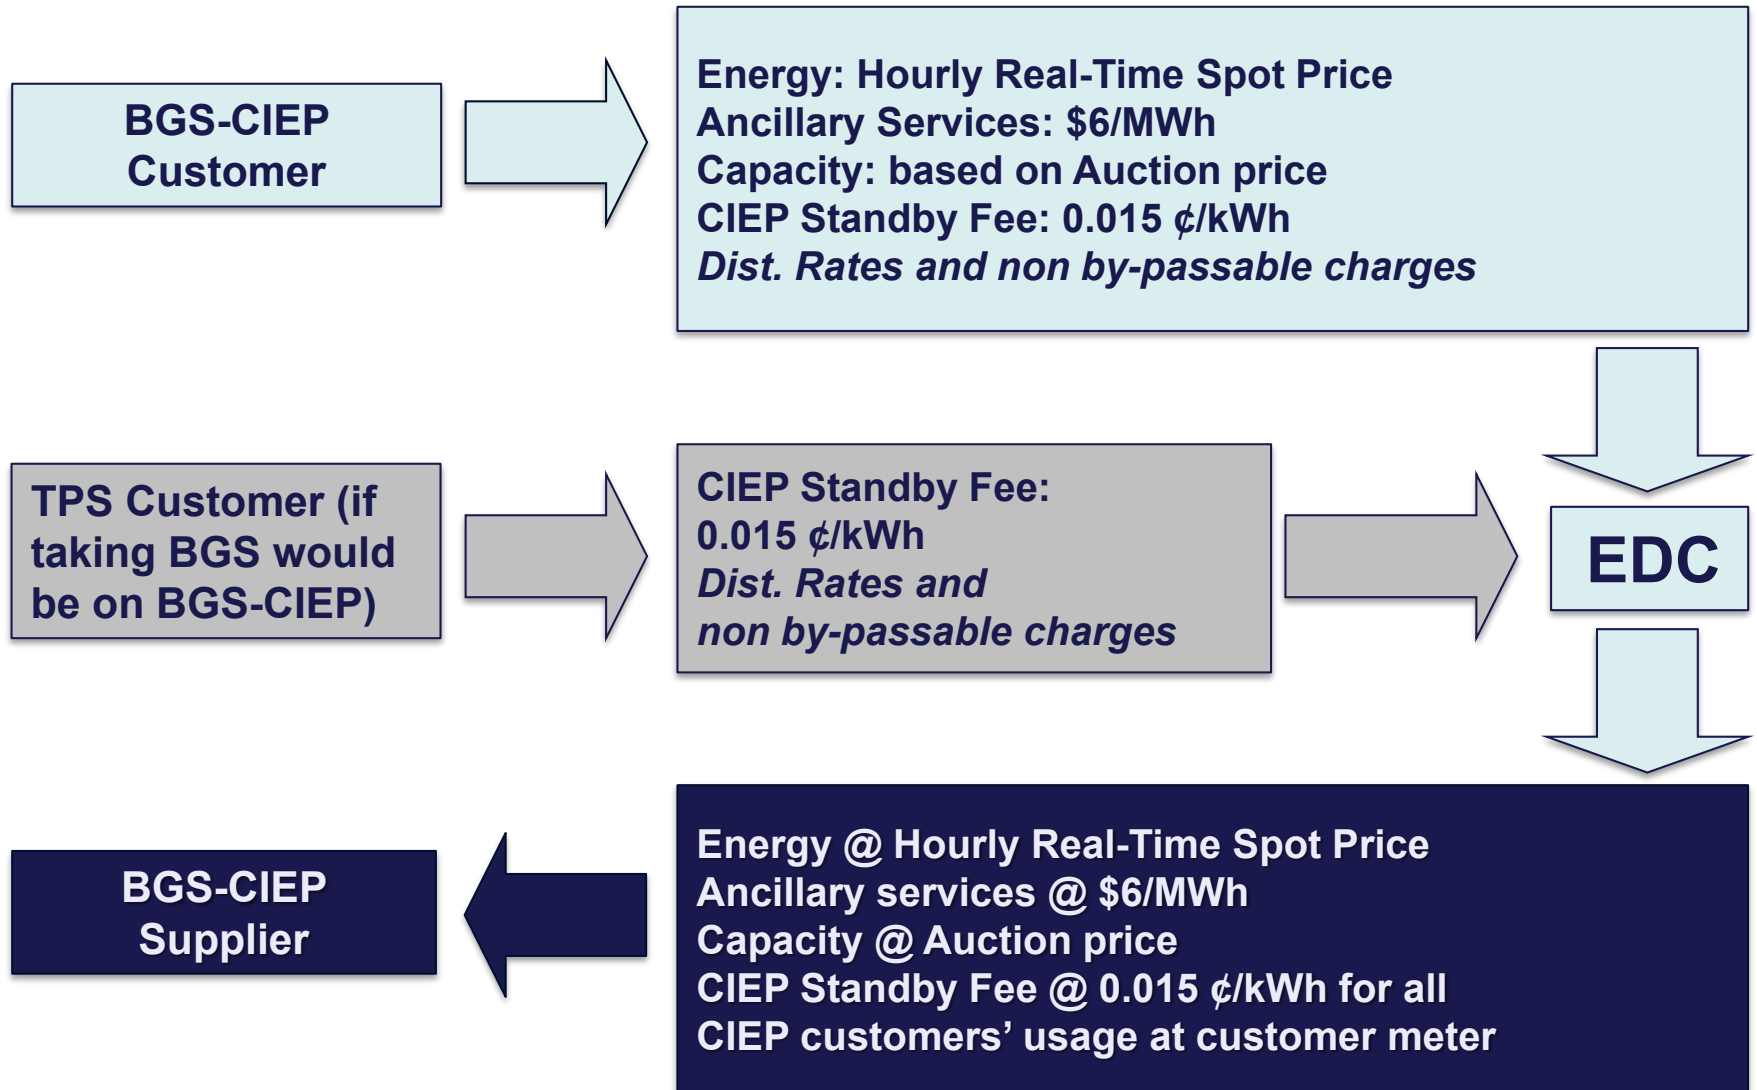 BGS-CIEP
Customer
Energy: Hourly Real-Time Spot Price
Ancillary Services: $6/MWh
Capacity: based on Auction price
CIEP Standby Fee: 0.015 ¢/kWh
Dist. Rates and non by-passable charges
TPS Customer (if
taking BGS would
be on BGS-CIEP)
CIEP Standby Fee:
0.015 ¢/kWh
Dist. Rates and
non by-passable charges
EDC
BGS-CIEP
Supplier
Energy @ Hourly Real-Time Spot Price
Ancillary services @ $6/MWh
Capacity @ Auction price
CIEP Standby Fee @ 0.015 ¢/kWh for all
CIEP customers’ usage at customer meter